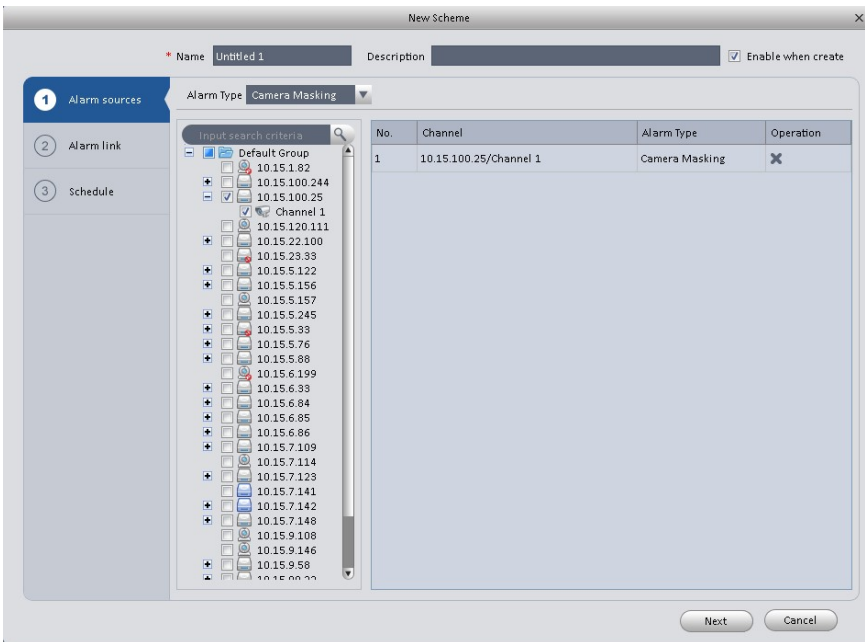 New Scheme
* Name Untitled 1 Description Enable when create
1 Alarm sources
2 Alarm link
3 Schedule
Alarm Type Camera Masking
Input search criteria
Default Group
10.15.1.82
10.15.100.244
10.15.100.25
Channel 1
10.15.120.111
10.15.22.100
10.15.23.33
10.15.5.122
10.15.5.156
10.15.5.157
10.15.5.245
10.15.5.33
10.15.5.76
10.15.5.88
10.15.6.199
10.15.6.33
10.15.6.84
10.15.6.85
10.15.6.86
10.15.7.109
10.15.7.114
10.15.7.123
10.15.7.141
10.15.7.142
10.15.7.148
10.15.9.108
10.15.9.146
10.15.9.58
No. Channel Alarm Type Operation
1 10.15.100.25/Channel 1 Camera Masking
Next Cancel